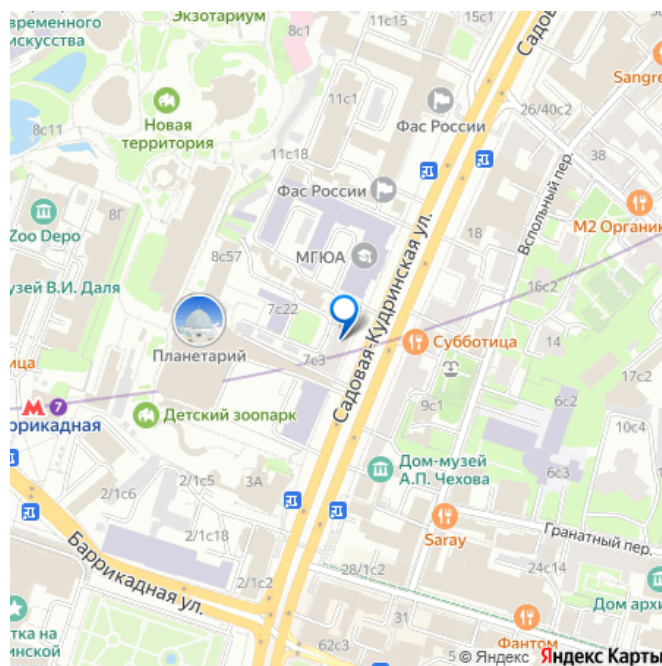 временного
искусства
Экзотариум
8с1
15с1
Садов
Sangre
26/40с2
Новая
территория
11с1
Фас России
8с11
11с18
38
Вспольный пер.
Фас России
М2 Органик
8Г
Zoo Depo
18
МГЮА
8с57
Садовая-Кудринская ул.
узей В.И. Даля
7с22
16с2
Планетарий
Субботица
14
ица
7с3
17с2
М 7
аррикадная
Детский зоопарк
9с1
6с2
10с4
Дом-музей
А.П. Чехова
6с3
2/1с5
3А
2/1с6
Saray
Гранатный пер.
2/1с18
Баррикадная ул.
28/1с2
24с14
2/1с2
Дом архи
31
тка на
инской
62с3
Фантом
5
© Яндекс Яндекс Карты